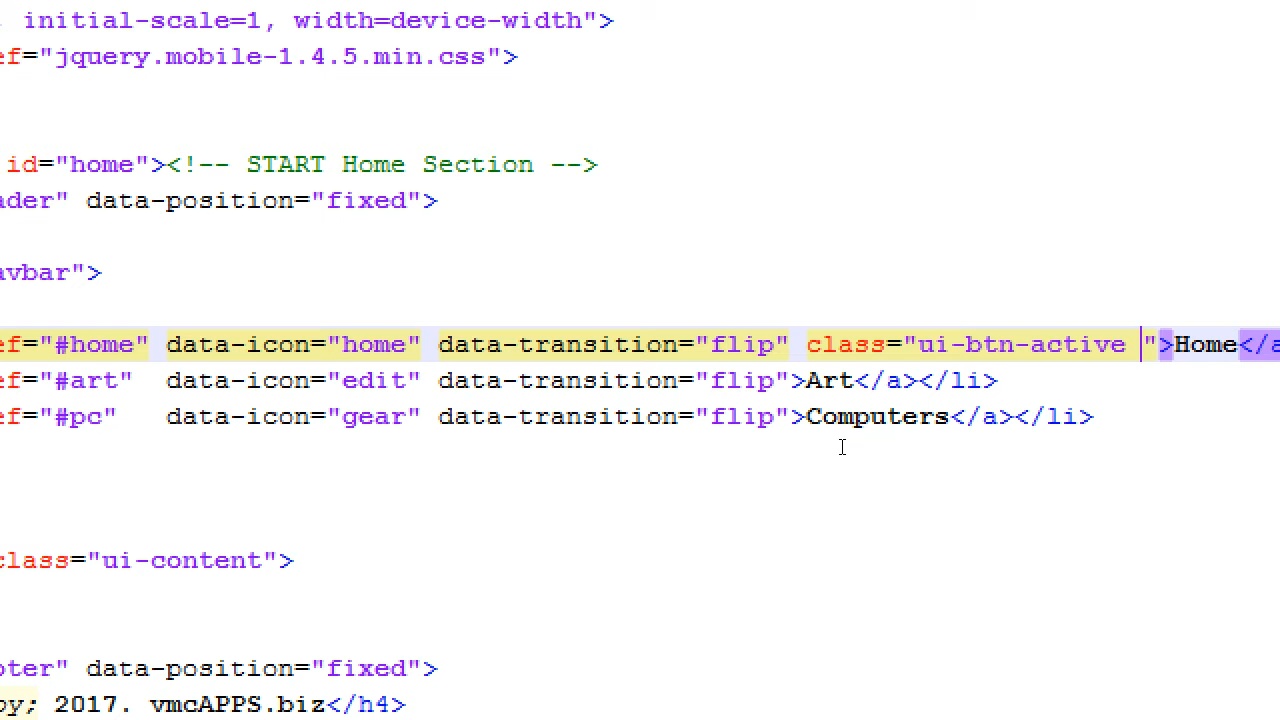 , initial-scale=1, width=device-width">
ef="jquery.mobile-1.4.5.min.css">
id="home"><!-- START Home Section -->
ader" data-position="fixed">
avbar">
ef="#home" data-icon="home" data-transition="flip" class="ui-btn-active ">Home</a
ef="#art"  data-icon="edit" data-transition="flip">Art</a></li>
ef="#pc"   data-icon="gear" data-transition="flip">Computers</a></li>
class="ui-content">
oter" data-position="fixed">
py; 2017. vmcAPPS.biz</h4>